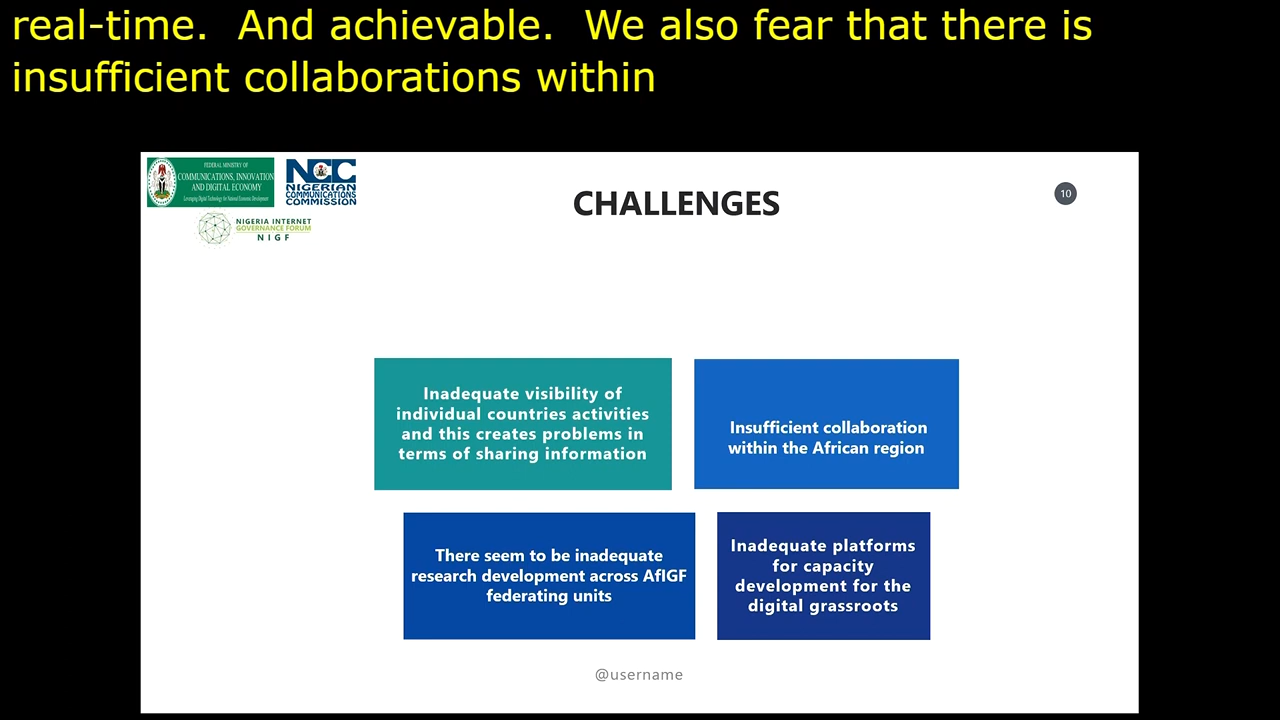 real-time.  And achievable.  We also fear that there is
insufficient collaborations within
FEDERAL MINISTRY OF
COMMUNICATIONS, INNOVATION
AND DIGITAL ECONOMY
Leveraging Digital Technology for National Economic Development
NCC
NIGERIAN
COMMUNICATIONS
COMMISSION
NIGERIA INTERNET
GOVERNANCE FORUM
NIGF
CHALLENGES
10
Inadequate visibility of
individual countries activities
and this creates problems in
terms of sharing information
Insufficient collaboration
within the African region
There seem to be inadequate
research development across AfIGF
federating units
Inadequate platforms
for capacity
development for the
digital grassroots
@username